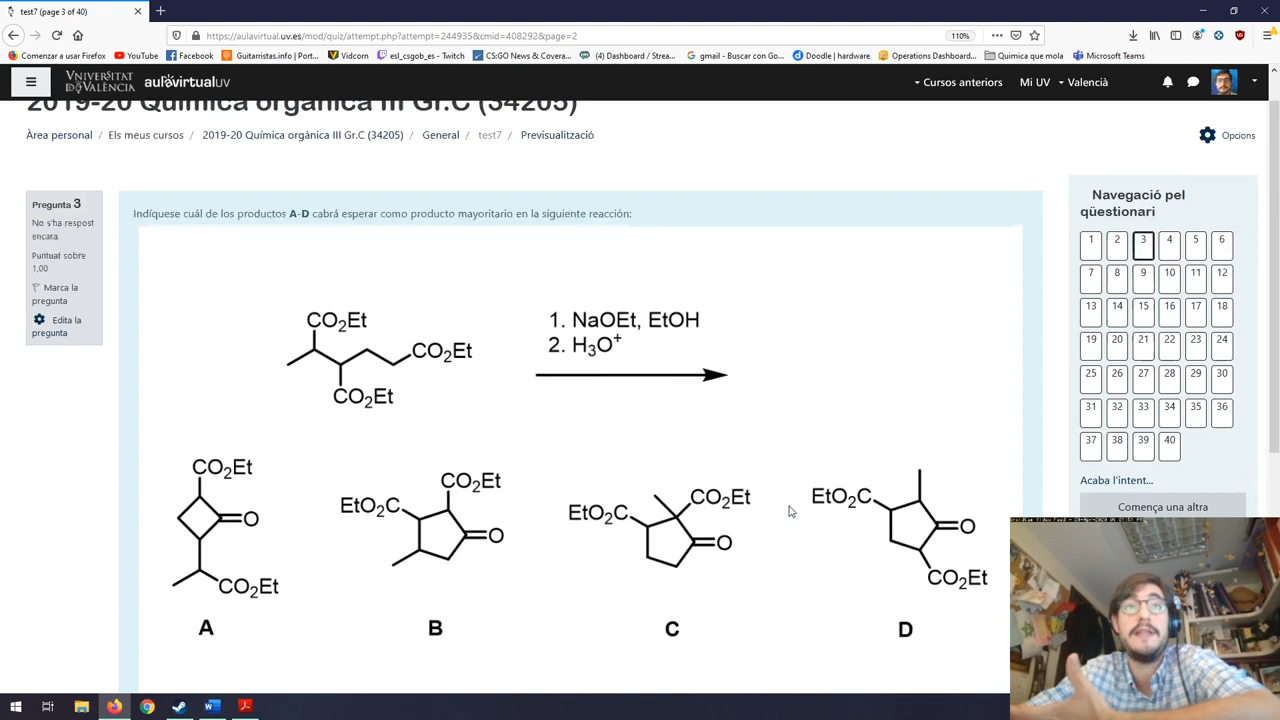 test7 (page 3 of 40)
https://aulavirtual.uv.es/mod/quiz/attempt.php?attempt=244935&cmid=408292&page=2
110%
Comenzar a usar Firefox
YouTube
Facebook
Guitarristas.info | Port...
Vidcorn
esl_csgob_es - Twitch
CS:GO News & Covera...
(4) Dashboard / Strea...
gmail - Buscar con Go...
Doodle | hardware
Operations Dashboard...
Quimica que mola
Microsoft Teams
VNIVERSITAT
DE VALÈNCIA
aulavirtualuv
Cursos anteriors
Mi UV
Valencià
2019-20 Química orgànica III Gr.C (34205)
Àrea personal / Els meus cursos / 2019-20 Química orgànica III Gr.C (34205) / General / test7 / Previsualització
Opcions
Pregunta 3
No s'ha respost
encara.
Puntuat sobre
1,00
Marca la
pregunta
Edita la
pregunta
Indíquese cuál de los productos A-D cabrá esperar como producto mayoritario en la siguiente reacción:
CO2Et
CO2Et
CO2Et
1. NaOEt, EtOH
2. H3O+
CO2Et
O
CO2Et
A
EtO2C
CO2Et
O
B
EtO2C
CO2Et
O
C
EtO2C
O
CO2Et
D
Navegació pel
qüestionari
1 2 3 4 5 6
7 8 9 10 11 12
13 14 15 16 17 18
19 20 21 22 23 24
25 26 27 28 29 30
31 32 33 34 35 36
37 38 39 40
Acaba l'intent...
Comença una altra